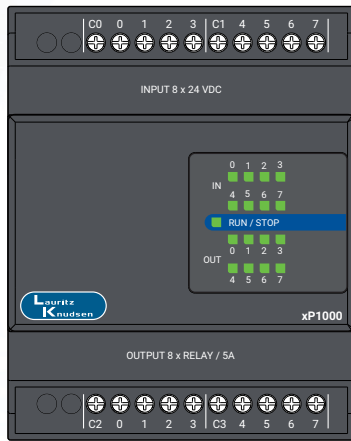 C0 0 1 2 3 C1 4 5 6 7
INPUT 8 x 24 VDC
0 1 2 3
IN
4 5 6 7
RUN / STOP
OUT
0 1 2 3
4 5 6 7
Lauritz
Knudsen
xP1000
OUTPUT 8 x RELAY / 5A
C2 0 1 2 3 C3 4 5 6 7